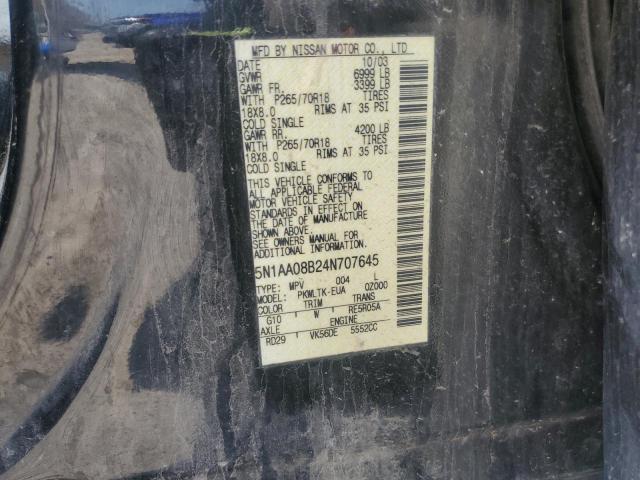 MFD BY NISSAN MOTOR CO., LTD
DATE 10/03
GVWR 6999 LB
GAWR FR. 3399 LB
WITH P265/70R18 TIRES
18X8.0 RIMS AT 35 PSI
COLD SINGLE
GAWR RR. 4200 LB
WITH P265/70R18 TIRES
18X8.0 RIMS AT 35 PSI
COLD SINGLE
THIS VEHICLE CONFORMS TO
ALL APPLICABLE FEDERAL
MOTOR VEHICLE SAFETY
STANDARDS IN EFFECT ON
THE DATE OF MANUFACTURE
SHOWN ABOVE.
SEE OWNERS MANUAL FOR
ADDITIONAL INFORMATION.
5N1AA08B24N707645
TYPE: MPV 004 L
MODEL: PKWLTK-EUA 0Z000
COLOR TRIM TRANS
G10 W RE5R05A
AXLE ENGINE
RD29 VK56DE 5552CC